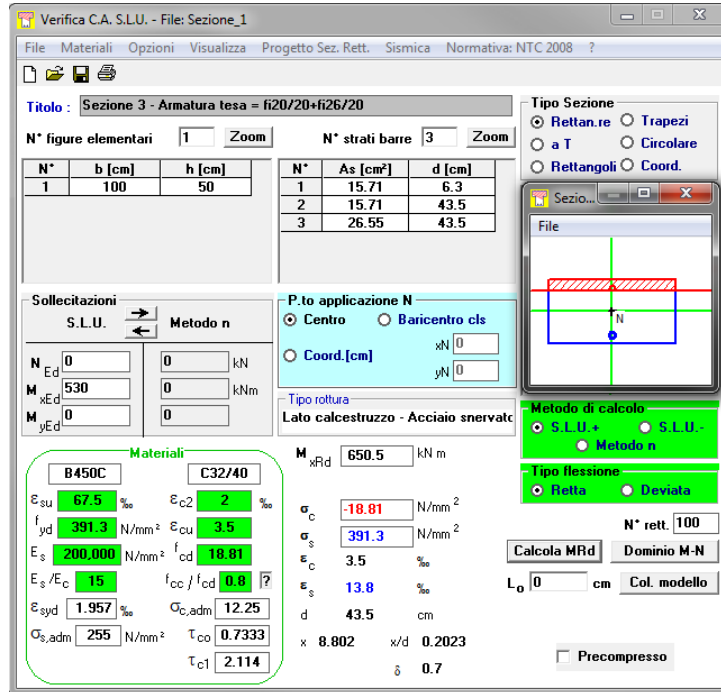 Verifica C.A. S.L.U. - File: Sezione_1
File Materiali Opzioni Visualizza Progetto Sez. Rett. Sismica Normativa: NTC 2008 ?
Titolo : Sezione 3 - Armatura tesa = fi20/20+fi26/20
N° figure elementari 1 Zoom
N° strati barre 3 Zoom
N° b [cm] h [cm]
1 100 50
N° As [cm²] d [cm]
1 15.71 6.3
2 15.71 43.5
3 26.55 43.5
Tipo Sezione
Rettan.re Trapezi
a T Circolare
Rettangoli Coord.
Sezio...
File
N
Sollecitazioni
S.L.U. Metodo n
N Ed 0 0 kN
M xEd 530 0 kNm
M yEd 0 0
P.to applicazione N
Centro Baricentro cls
Coord.[cm] xN 0
yN 0
Tipo rottura
Lato calcestruzzo - Acciaio snervato
Metodo di calcolo
S.L.U.+ S.L.U.-
Metodo n
Tipo flessione
Retta Deviata
Materiali
B450C C32/40
εsu 67.5 ‰ εc2 2 ‰
fyd 391.3 N/mm² εcu 3.5
Es 200,000 N/mm² fcd 18.81
Es/Ec 15 fcc/fcd 0.8 ?
εsyd 1.957 ‰ σc,adm 12.25
σs,adm 255 N/mm² τco 0.7333
τc1 2.114
M xRd 650.5 kN m
σc -18.81 N/mm²
σs 391.3 N/mm²
εc 3.5 ‰
εs 13.8 ‰
d 43.5 cm
x 8.802 x/d 0.2023
δ 0.7
N° rett. 100
Calcola MRd Dominio M-N
Lo 0 cm Col. modello
Precompresso